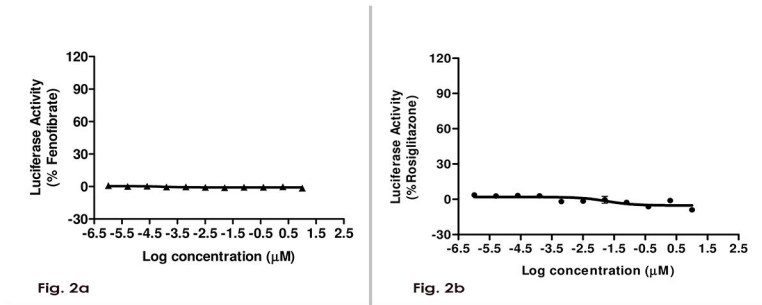 120
90
60
30
0
-30
Luciferase Activity
(% Fenofibrate)
-6.5 -5.5 -4.5 -3.5 -2.5 -1.5 -0.5 0.5 1.5 2.5
Log concentration (µM)
Fig. 2a
120
90
60
30
0
-30
Luciferase Activity
(%Rosiglitazone)
-6.5 -5.5 -4.5 -3.5 -2.5 -1.5 -0.5 0.5 1.5 2.5
Log concentration (µM)
Fig. 2b